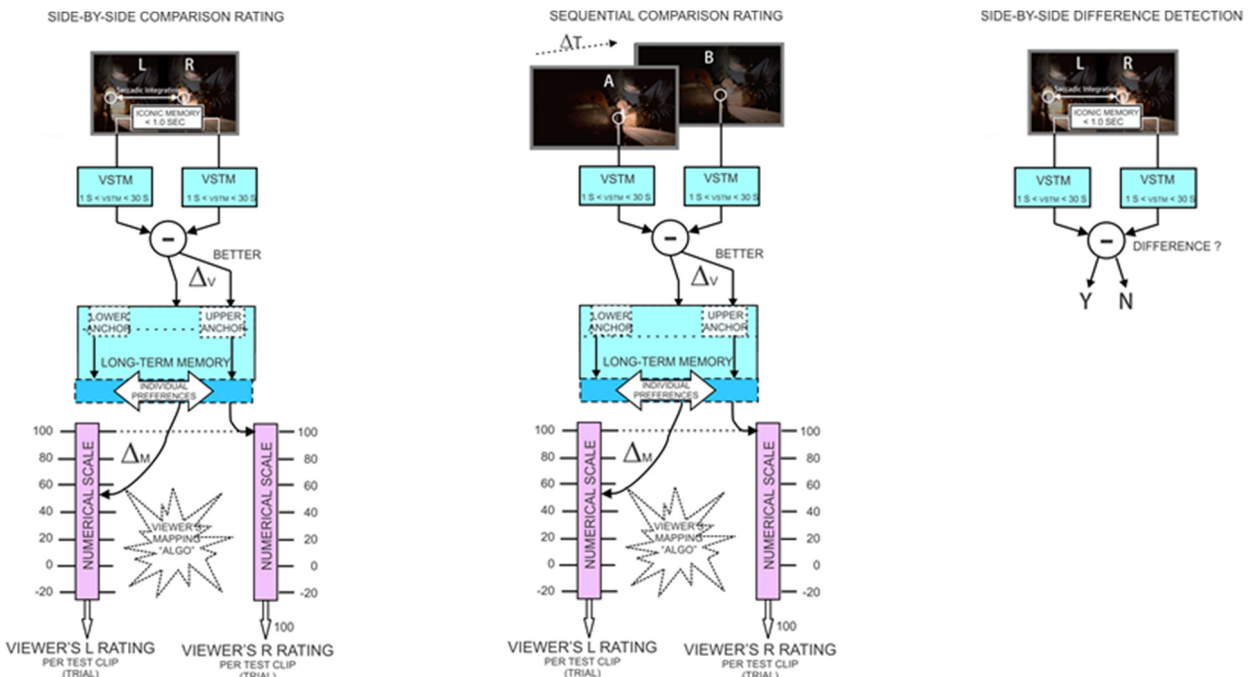 SIDE-BY-SIDE COMPARISON RATING
L R
Saccadic Integration
ICONIC MEMORY
< 1.0 SEC
VSTM VSTM
1 S < VSTM < 30 S 1 S < VSTM < 30 S
-
BETTER
ΔV
LOWER ANCHOR
UPPER ANCHOR
LONG-TERM MEMORY
INDIVIDUAL
PREFERENCES
100 100
80 80
ΔM
60 60
40 40
20 20
0 0
-20 -20
NUMERICAL SCALE
NUMERICAL SCALE
VIEWER'S
MAPPING
"ALGO"
100
VIEWER'S L RATING
PER TEST CLIP
(TRIAL)
VIEWER'S R RATING
PER TEST CLIP
(TRIAL)
SEQUENTIAL COMPARISON RATING
ΔT
A
B
VSTM VSTM
1 S < VSTM < 30 S 1 S < VSTM < 30 S
-
BETTER
ΔV
LOWER ANCHOR
UPPER ANCHOR
LONG-TERM MEMORY
INDIVIDUAL
PREFERENCES
100 100
80 80
ΔM
60 60
40 40
20 20
0 0
-20 -20
NUMERICAL SCALE
NUMERICAL SCALE
VIEWER'S
MAPPING
"ALGO"
100
VIEWER'S L RATING
PER TEST CLIP
(TRIAL)
VIEWER'S R RATING
PER TEST CLIP
(TRIAL)
SIDE-BY-SIDE DIFFERENCE DETECTION
L R
Saccadic Integration
ICONIC MEMORY
< 1.0 SEC
VSTM VSTM
1 S < VSTM < 30 S 1 S < VSTM < 30 S
-
DIFFERENCE ?
Y N